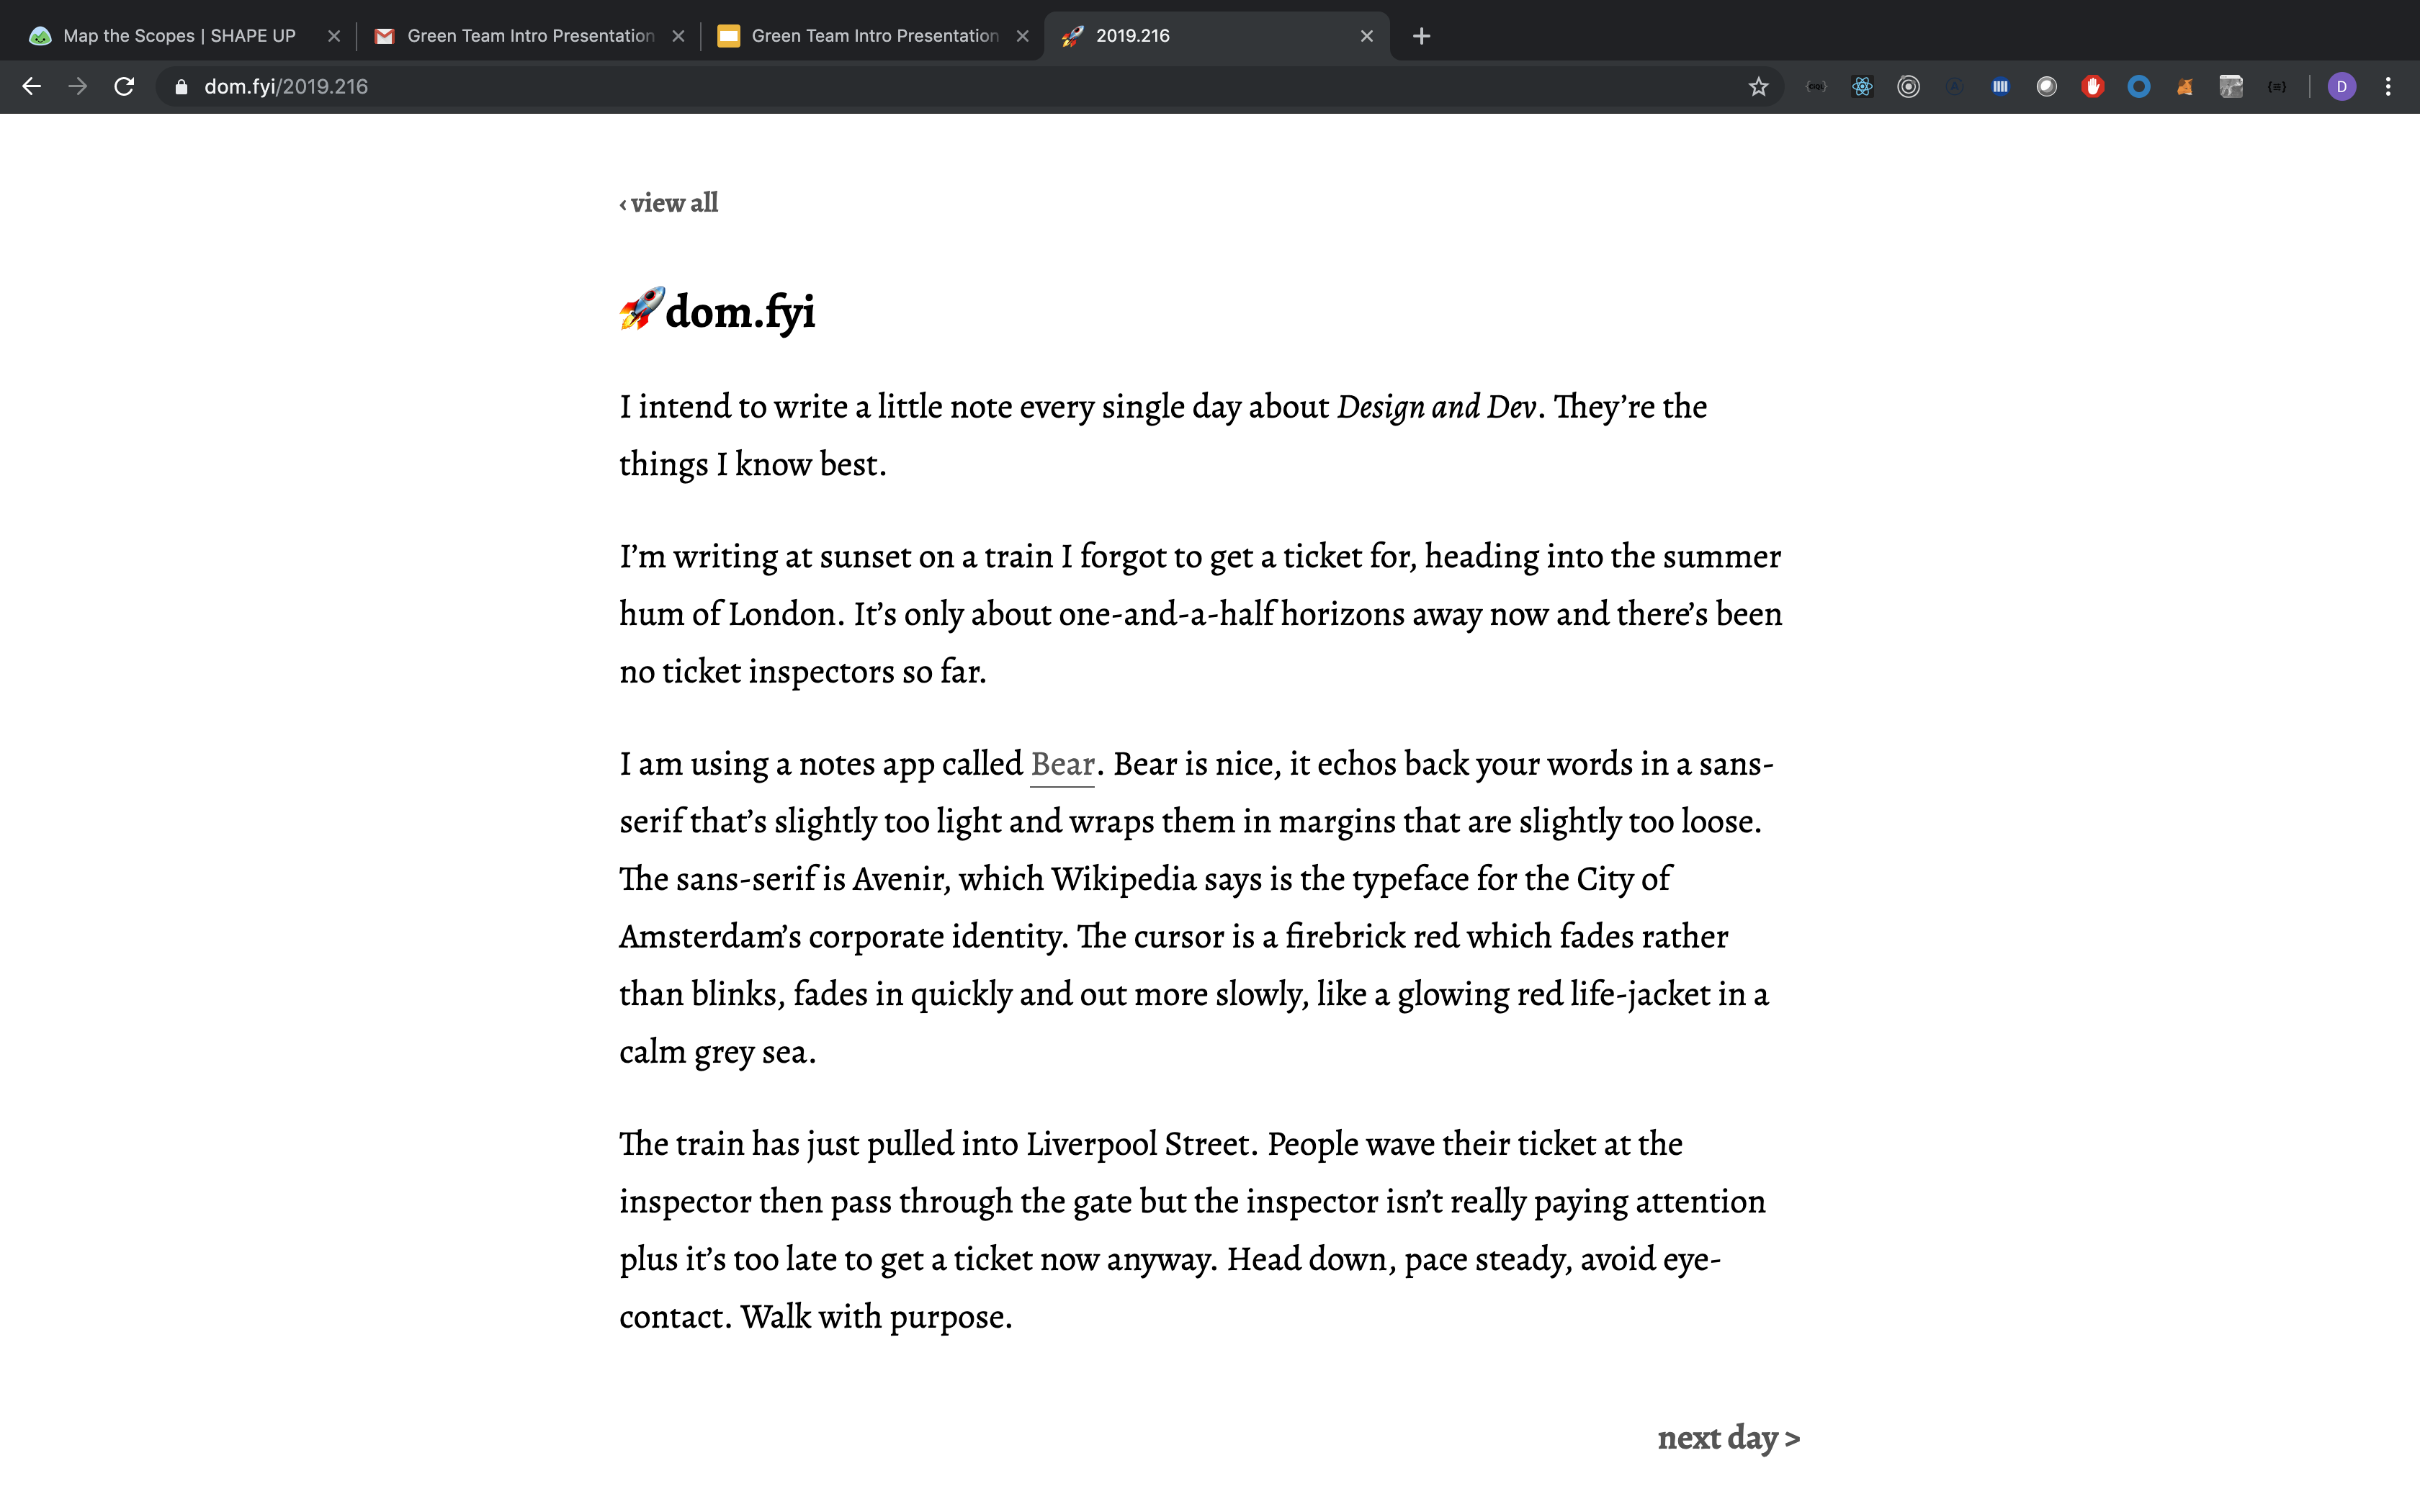 Map the Scopes | SHAPE UP
Green Team Intro Presentation
Green Team Intro Presentation
2019.216
dom.fyi/2019.216
D
‹ view all
🚀dom.fyi
I intend to write a little note every single day about Design and Dev. They’re the
things I know best.
I’m writing at sunset on a train I forgot to get a ticket for, heading into the summer
hum of London. It’s only about one-and-a-half horizons away now and there’s been
no ticket inspectors so far.
I am using a notes app called Bear. Bear is nice, it echos back your words in a sans-
serif that’s slightly too light and wraps them in margins that are slightly too loose.
The sans-serif is Avenir, which Wikipedia says is the typeface for the City of
Amsterdam’s corporate identity. The cursor is a firebrick red which fades rather
than blinks, fades in quickly and out more slowly, like a glowing red life-jacket in a
calm grey sea.
The train has just pulled into Liverpool Street. People wave their ticket at the
inspector then pass through the gate but the inspector isn’t really paying attention
plus it’s too late to get a ticket now anyway. Head down, pace steady, avoid eye-
contact. Walk with purpose.
next day >